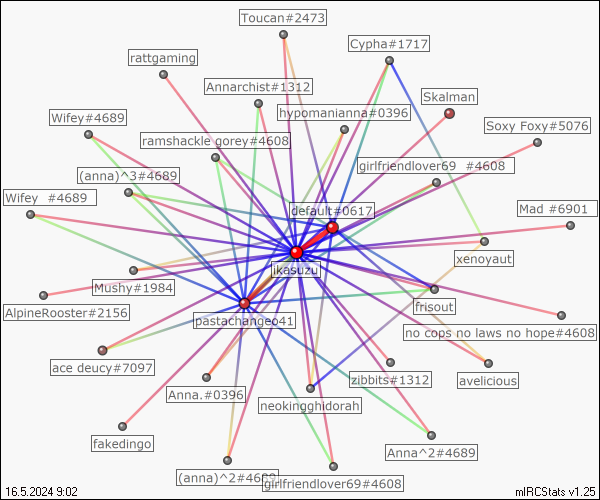 Toucan#2473
Cypha#1717
rattgaming
Annarchist#1312
Skalman
hypomanianna#0396
Wifey#4689
Soxy Foxy#5076
ramshackle gorey#4608
girlfriendlover69 #4608
(anna)^3#4689
Wifey #4689
default#0617
Mad #6901
xenoyaut
ikasuzu
Mushy#1984
frisout
AlpineRooster#2156
pastachangeo41
no cops no laws no hope#4608
ace deucy#7097
zibbits#1312
avelicious
Anna.#0396
neokingghidorah
fakedingo
Anna^2#4689
(anna)^2#4689
girlfriendlover69#4608
16.5.2024 9:02
mIRCStats v1.25